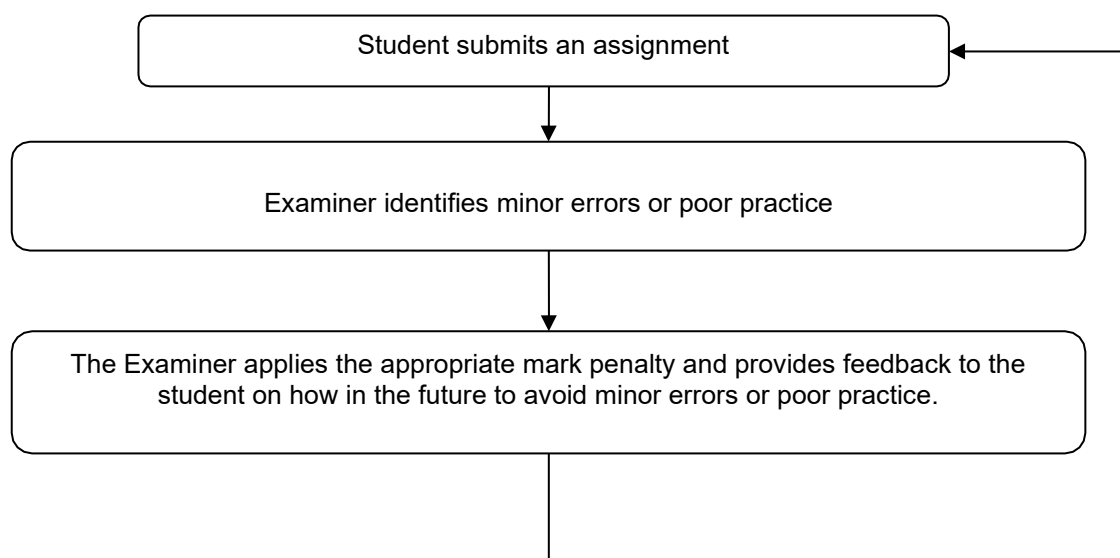 Student submits an assignment
Examiner identifies minor errors or poor practice
The Examiner applies the appropriate mark penalty and provides feedback to the
student on how in the future to avoid minor errors or poor practice.